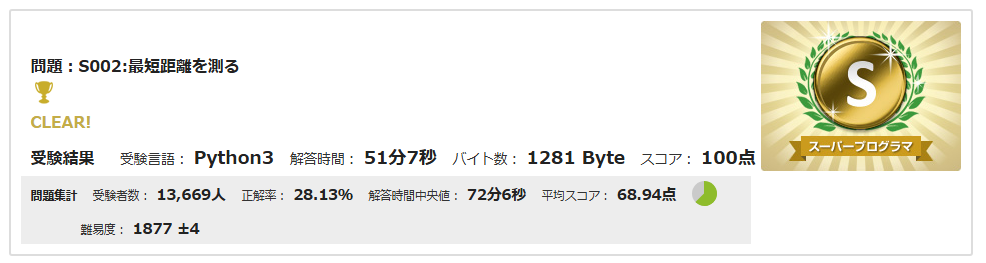 問題：S002:最短距離を測る
CLEAR!
受験結果 受験言語： Python3 解答時間： 51分7秒 バイト数： 1281 Byte スコア： 100点
問題集計 受験者数： 13,669人 正解率： 28.13% 解答時間中央値： 72分6秒 平均スコア： 68.94点
難易度： 1877 ±4
S
スーパープログラマ